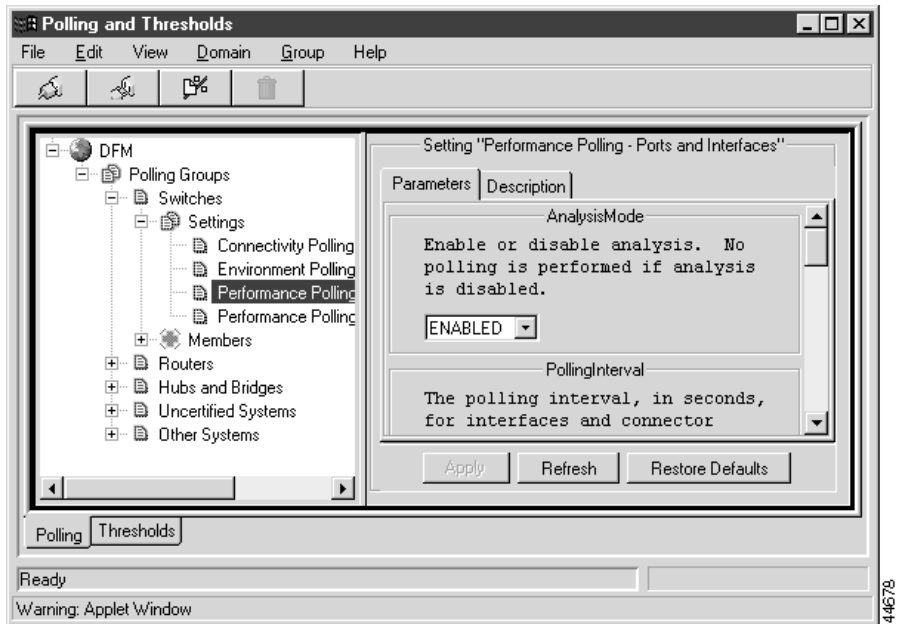 Polling and Thresholds
File Edit View Domain Group Help
DFM
Polling Groups
Switches
Settings
Connectivity Polling
Environment Polling
Performance Polling
Performance Polling
Members
Routers
Hubs and Bridges
Uncertified Systems
Other Systems
Setting "Performance Polling - Ports and Interfaces"
Parameters Description
AnalysisMode
Enable or disable analysis. No
polling is performed if analysis
is disabled.
ENABLED
PollingInterval
The polling interval, in seconds,
for interfaces and connector
Apply Refresh Restore Defaults
Polling Thresholds
Ready
Warning: Applet Window
44678